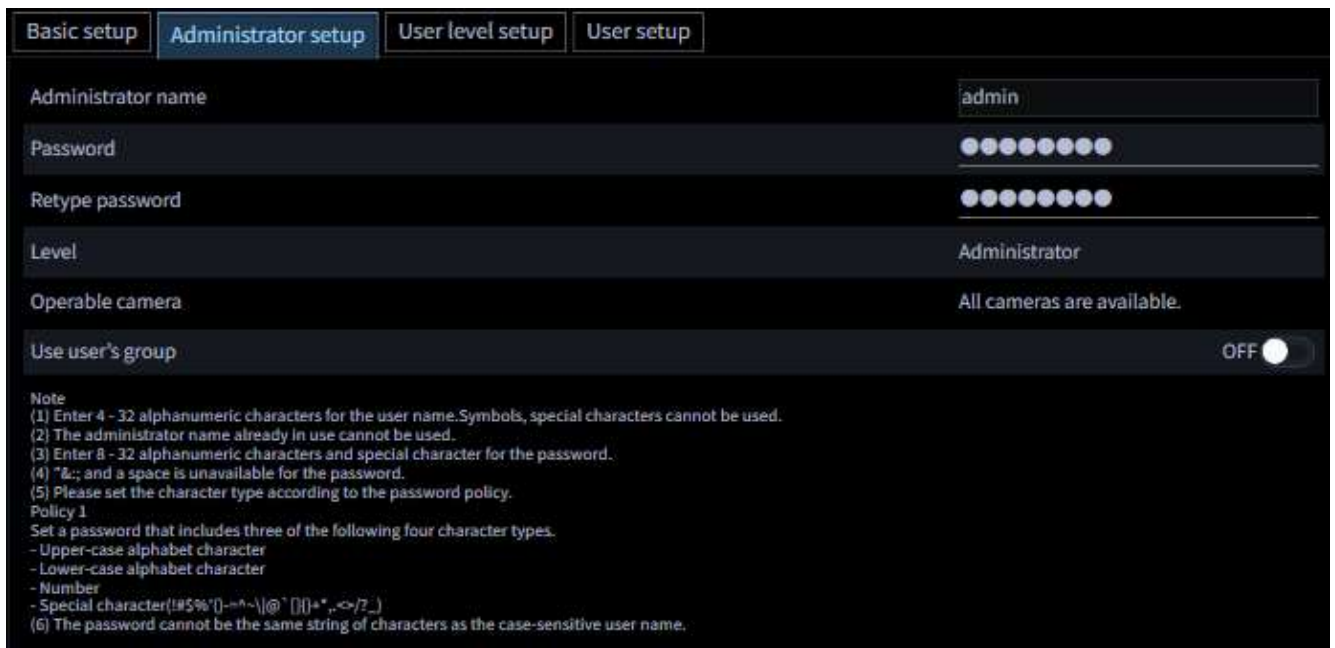 Basic setup
Administrator setup
User level setup
User setup
Administrator name
admin
Password
●●●●●●●●
Retype password
●●●●●●●●
Level
Administrator
Operable camera
All cameras are available.
Use user's group
OFF
Note
(1) Enter 4 - 32 alphanumeric characters for the user name.Symbols, special characters cannot be used.
(2) The administrator name already in use cannot be used.
(3) Enter 8 - 32 alphanumeric characters and special character for the password.
(4) "&:; and a space is unavailable for the password.
(5) Please set the character type according to the password policy.
Policy 1
Set a password that includes three of the following four character types.
- Upper-case alphabet character
- Lower-case alphabet character
- Number
- Special character(!#$%'()-=^~\|@`[]{}+*,.<>/?_)
(6) The password cannot be the same string of characters as the case-sensitive user name.